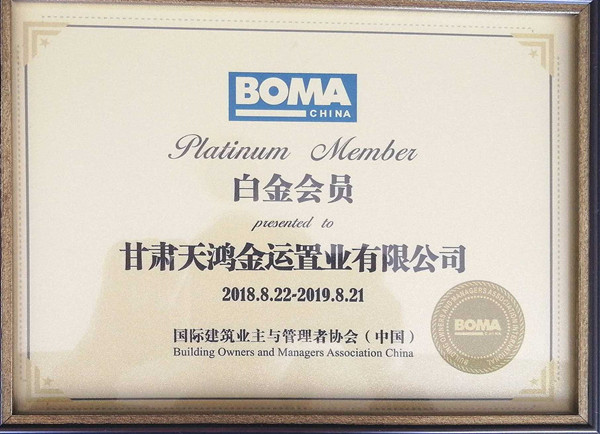 BOMA
CHINA
Platinum Member
白金会员
presented to
甘肃天鸿金运置业有限公司
2018.8.22-2019.8.21
国际建筑业主与管理者协会（中国）
Building Owners and Managers Association China
BOMA